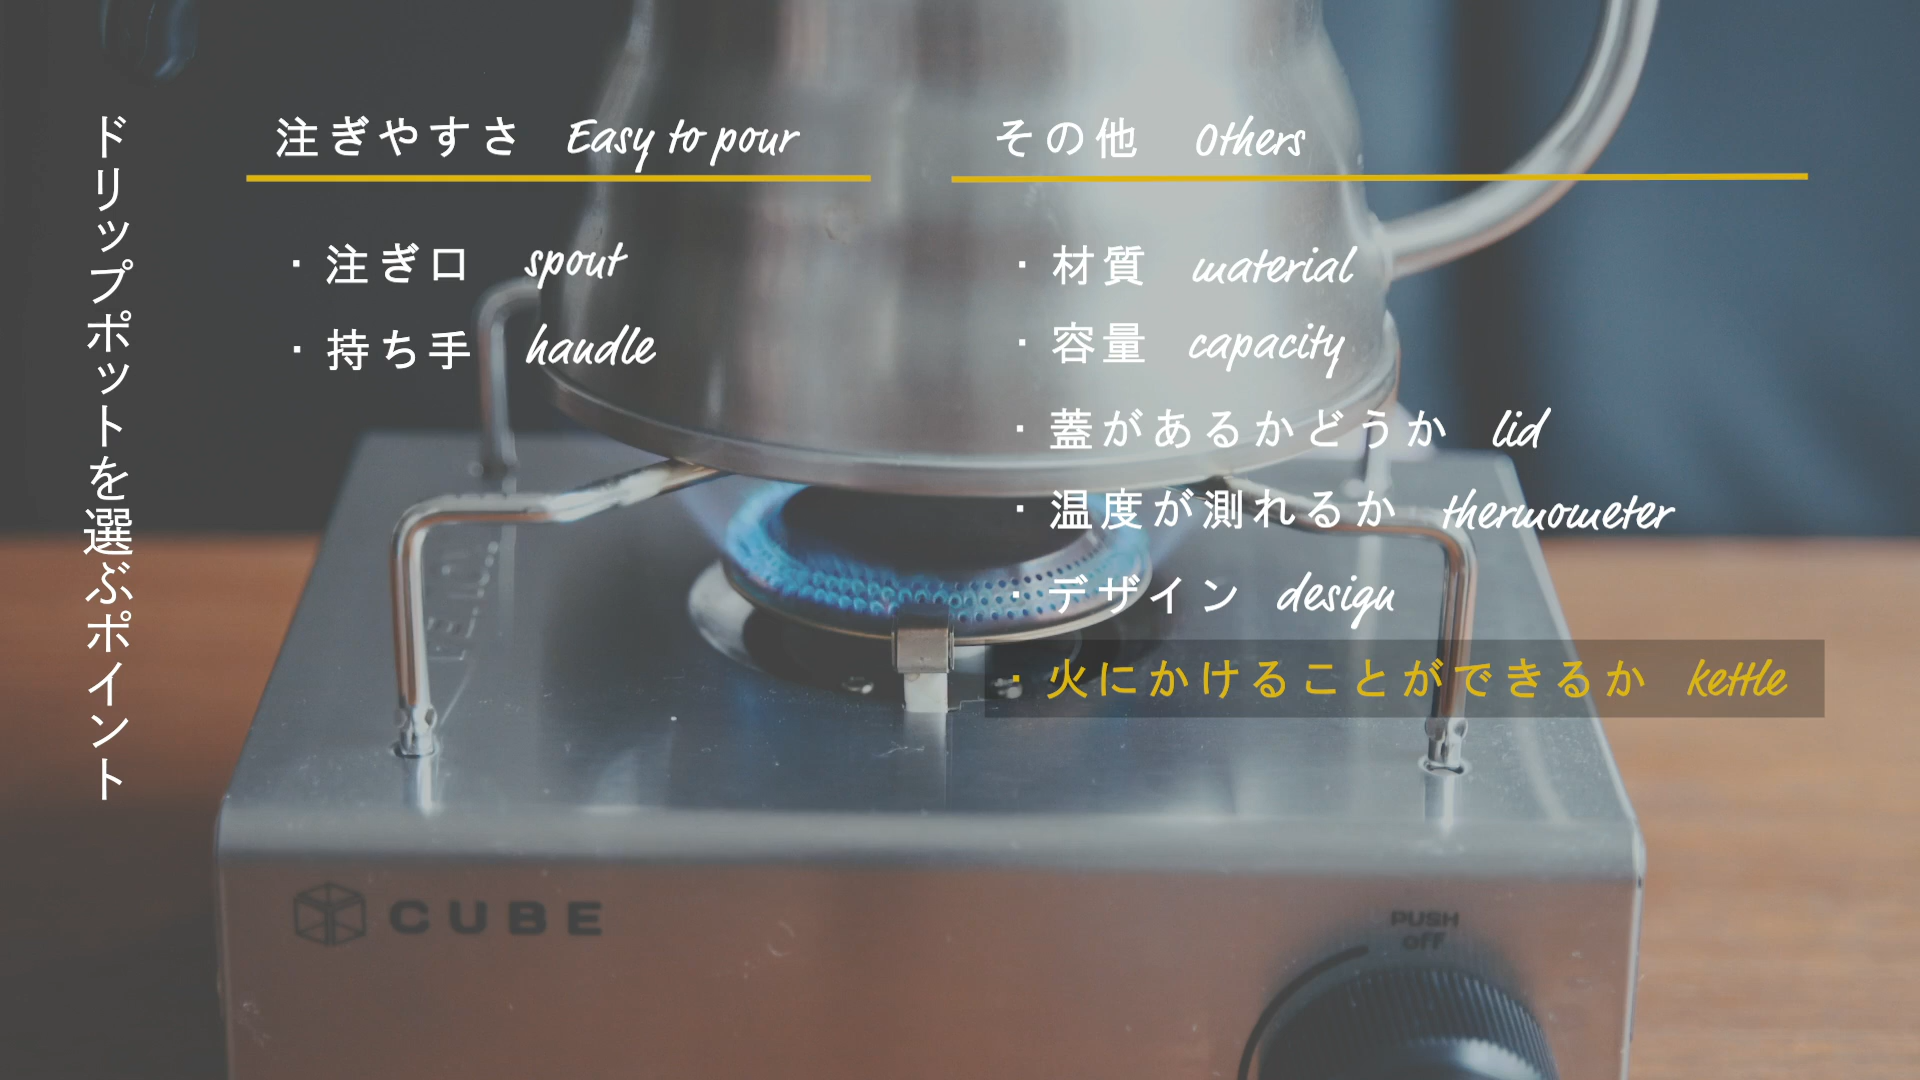 ドリップポットを選ぶポイント
注ぎやすさ Easy to pour
・注ぎ口 spout
・持ち手 handle
その他 Others
・材質 material
・容量 capacity
・蓋があるかどうか lid
・温度が測れるか thermometer
・デザイン design
・火にかけることができるか kettle
CUBE
PUSH
off